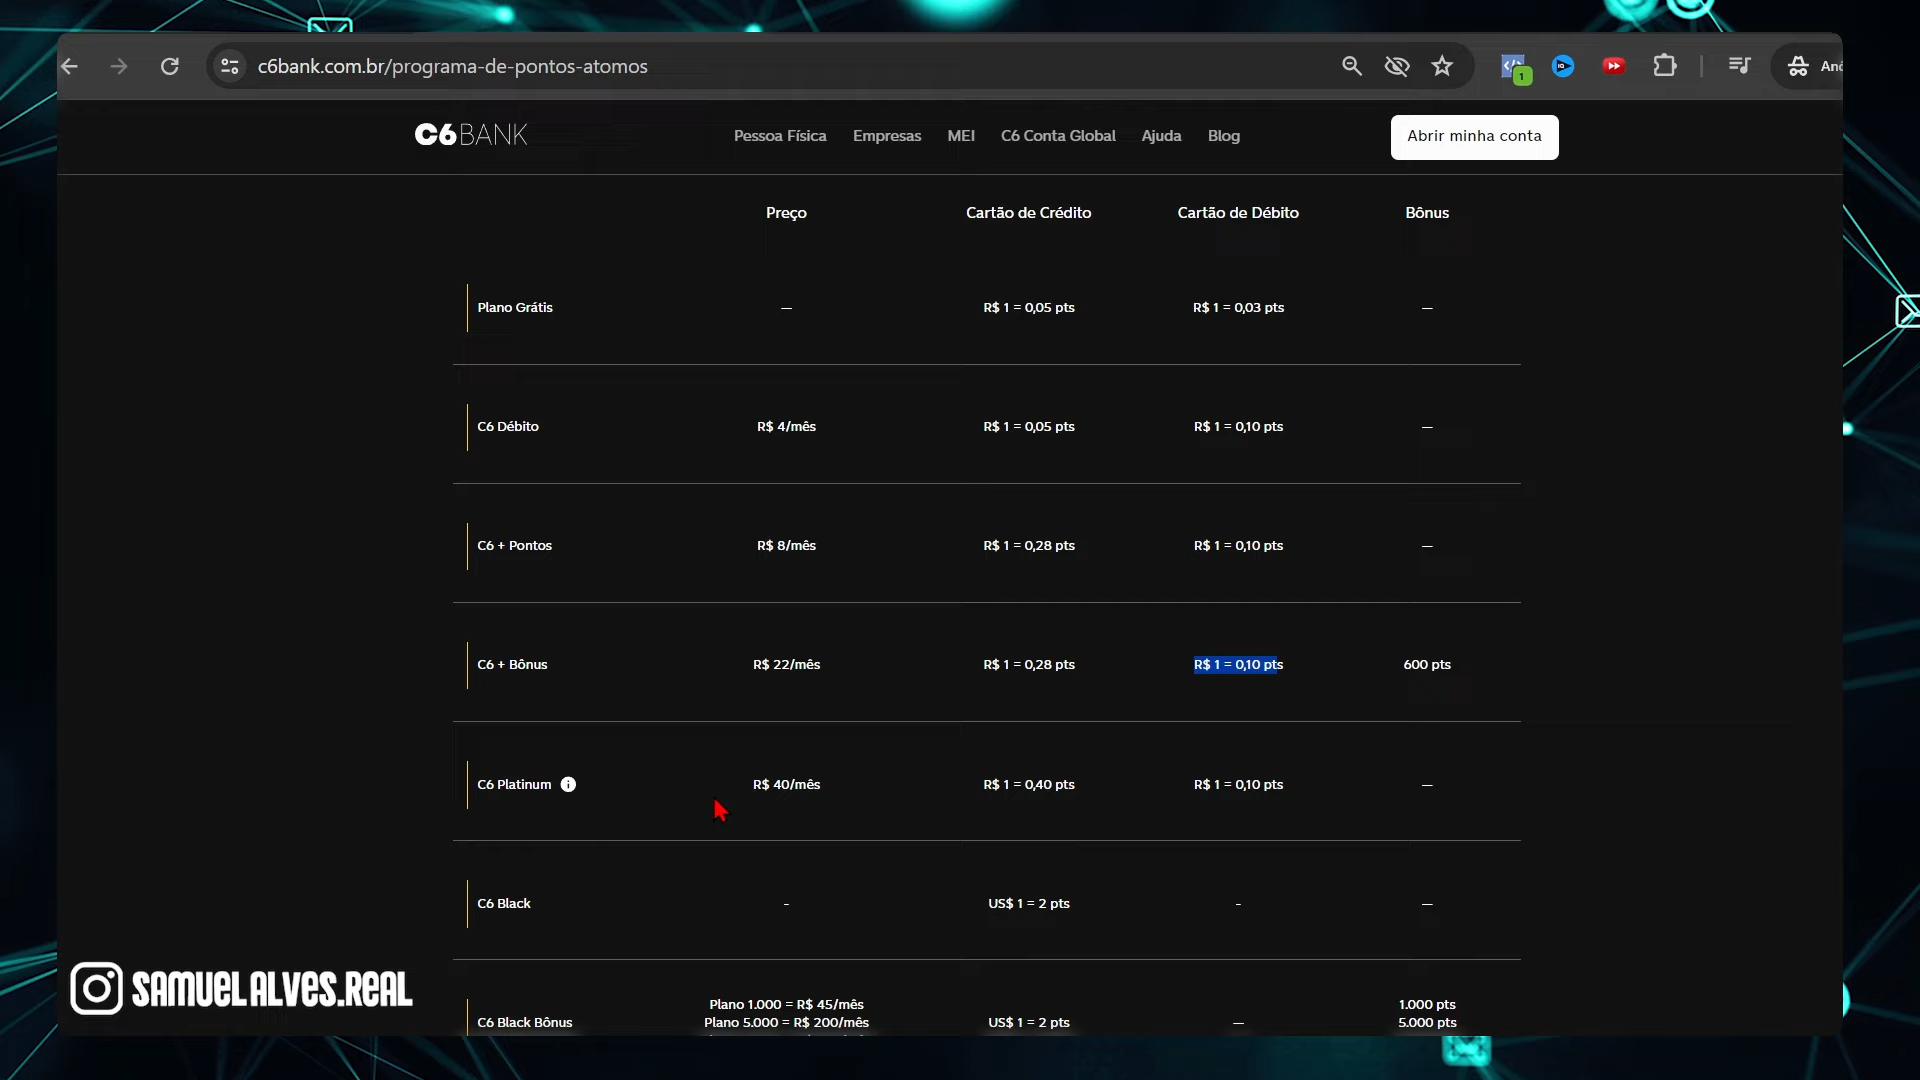 c6bank.com.br/programa-de-pontos-atomos
1
C6BANK
Pessoa Física Empresas MEI C6 Conta Global Ajuda Blog
Abrir minha conta
Preço Cartão de Crédito Cartão de Débito Bônus
Plano Grátis — R$ 1 = 0,05 pts R$ 1 = 0,03 pts —
C6 Débito R$ 4/mês R$ 1 = 0,05 pts R$ 1 = 0,10 pts —
C6 + Pontos R$ 8/mês R$ 1 = 0,28 pts R$ 1 = 0,10 pts —
C6 + Bônus R$ 22/mês R$ 1 = 0,28 pts R$ 1 = 0,10 pts 600 pts
C6 Platinum R$ 40/mês R$ 1 = 0,40 pts R$ 1 = 0,10 pts —
C6 Black - US$ 1 = 2 pts - —
Plano 1.000 = R$ 45/mês 1.000 pts
C6 Black Bônus Plano 5.000 = R$ 200/mês US$ 1 = 2 pts — 5.000 pts
SAMUEL ALVES.REAL